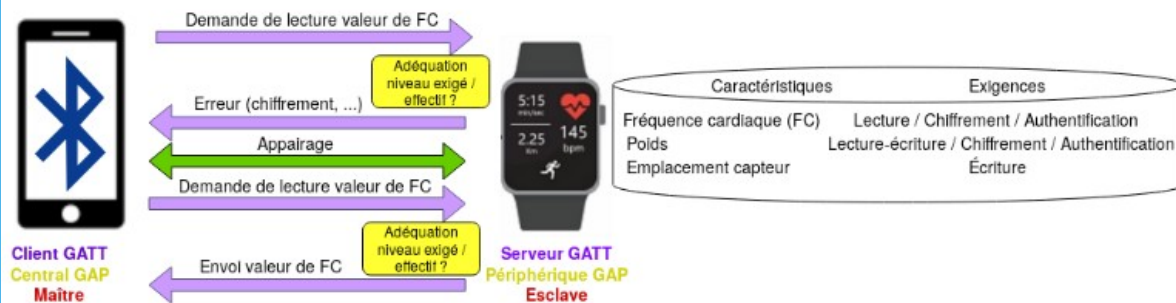 Demande de lecture valeur de FC
Adéquation
niveau exigé /
effectif ?
Erreur (chiffrement, ...)
Appairage
Demande de lecture valeur de FC
Adéquation
niveau exigé /
effectif ?
Envoi valeur de FC
Client GATT
Central GAP
Maître
5:15
min/sec
2.25
Km
145
bpm
Serveur GATT
Périphérique GAP
Esclave
Caractéristiques Exigences
Fréquence cardiaque (FC) Lecture / Chiffrement / Authentification
Poids Lecture-écriture / Chiffrement / Authentification
Emplacement capteur Écriture